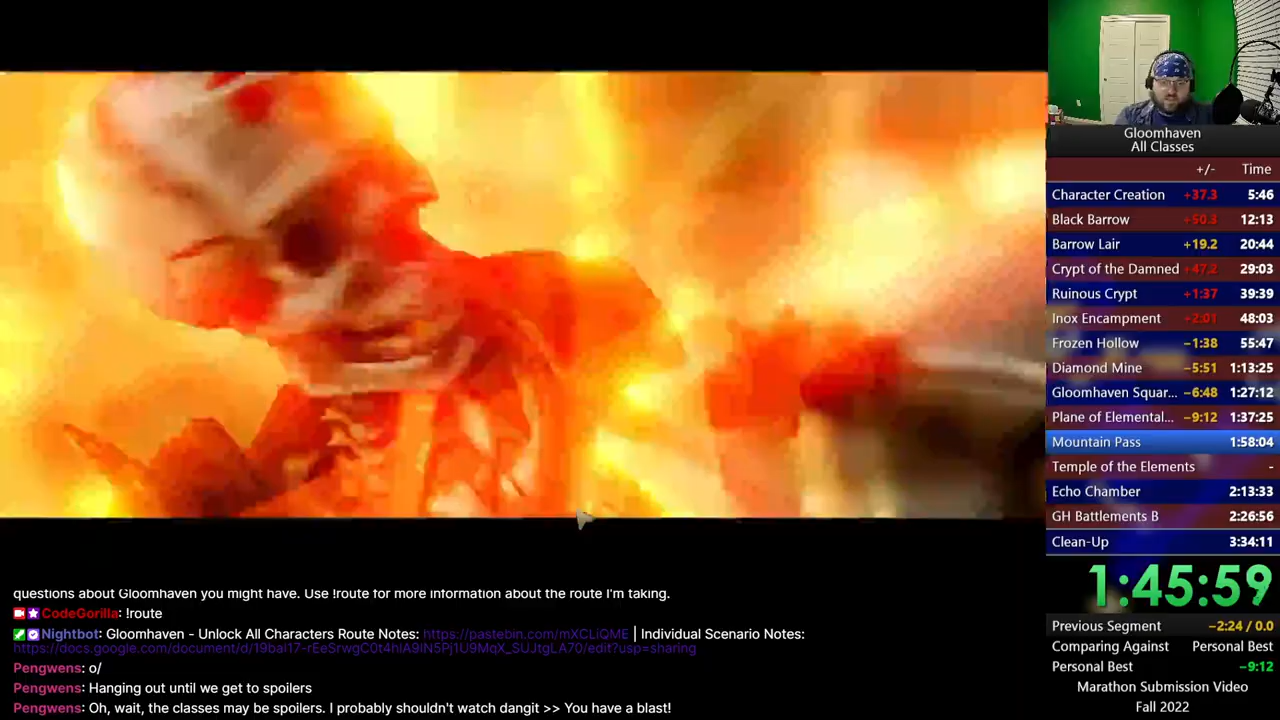 Gloomhaven
All Classes
+/- Time
Character Creation +37.3 5:46
Black Barrow +50.3 12:13
Barrow Lair +19.2 20:44
Crypt of the Damned +47.2 29:03
Ruinous Crypt +1:37 39:39
Inox Encampment +2:01 48:03
Frozen Hollow −1:38 55:47
Diamond Mine −5:51 1:13:25
Gloomhaven Squar... −6:48 1:27:12
Plane of Elemental... −9:12 1:37:25
Mountain Pass 1:58:04
Temple of the Elements -
Echo Chamber 2:13:33
GH Battlements B 2:26:56
Clean-Up 3:34:11
1:45:59
Previous Segment −2:24 / 0.0
Comparing Against Personal Best
Personal Best −9:12
Marathon Submission Video
Fall 2022
questions about Gloomhaven you might have. Use !route for more information about the route I'm taking.
CodeGorilla: !route
Nightbot: Gloomhaven - Unlock All Characters Route Notes: https://pastebin.com/mXCLiQME | Individual Scenario Notes:
Pengwens: o/
Pengwens: Hanging out until we get to spoilers
Pengwens: Oh, wait, the classes may be spoilers. I probably shouldn't watch dangit >> You have a blast!